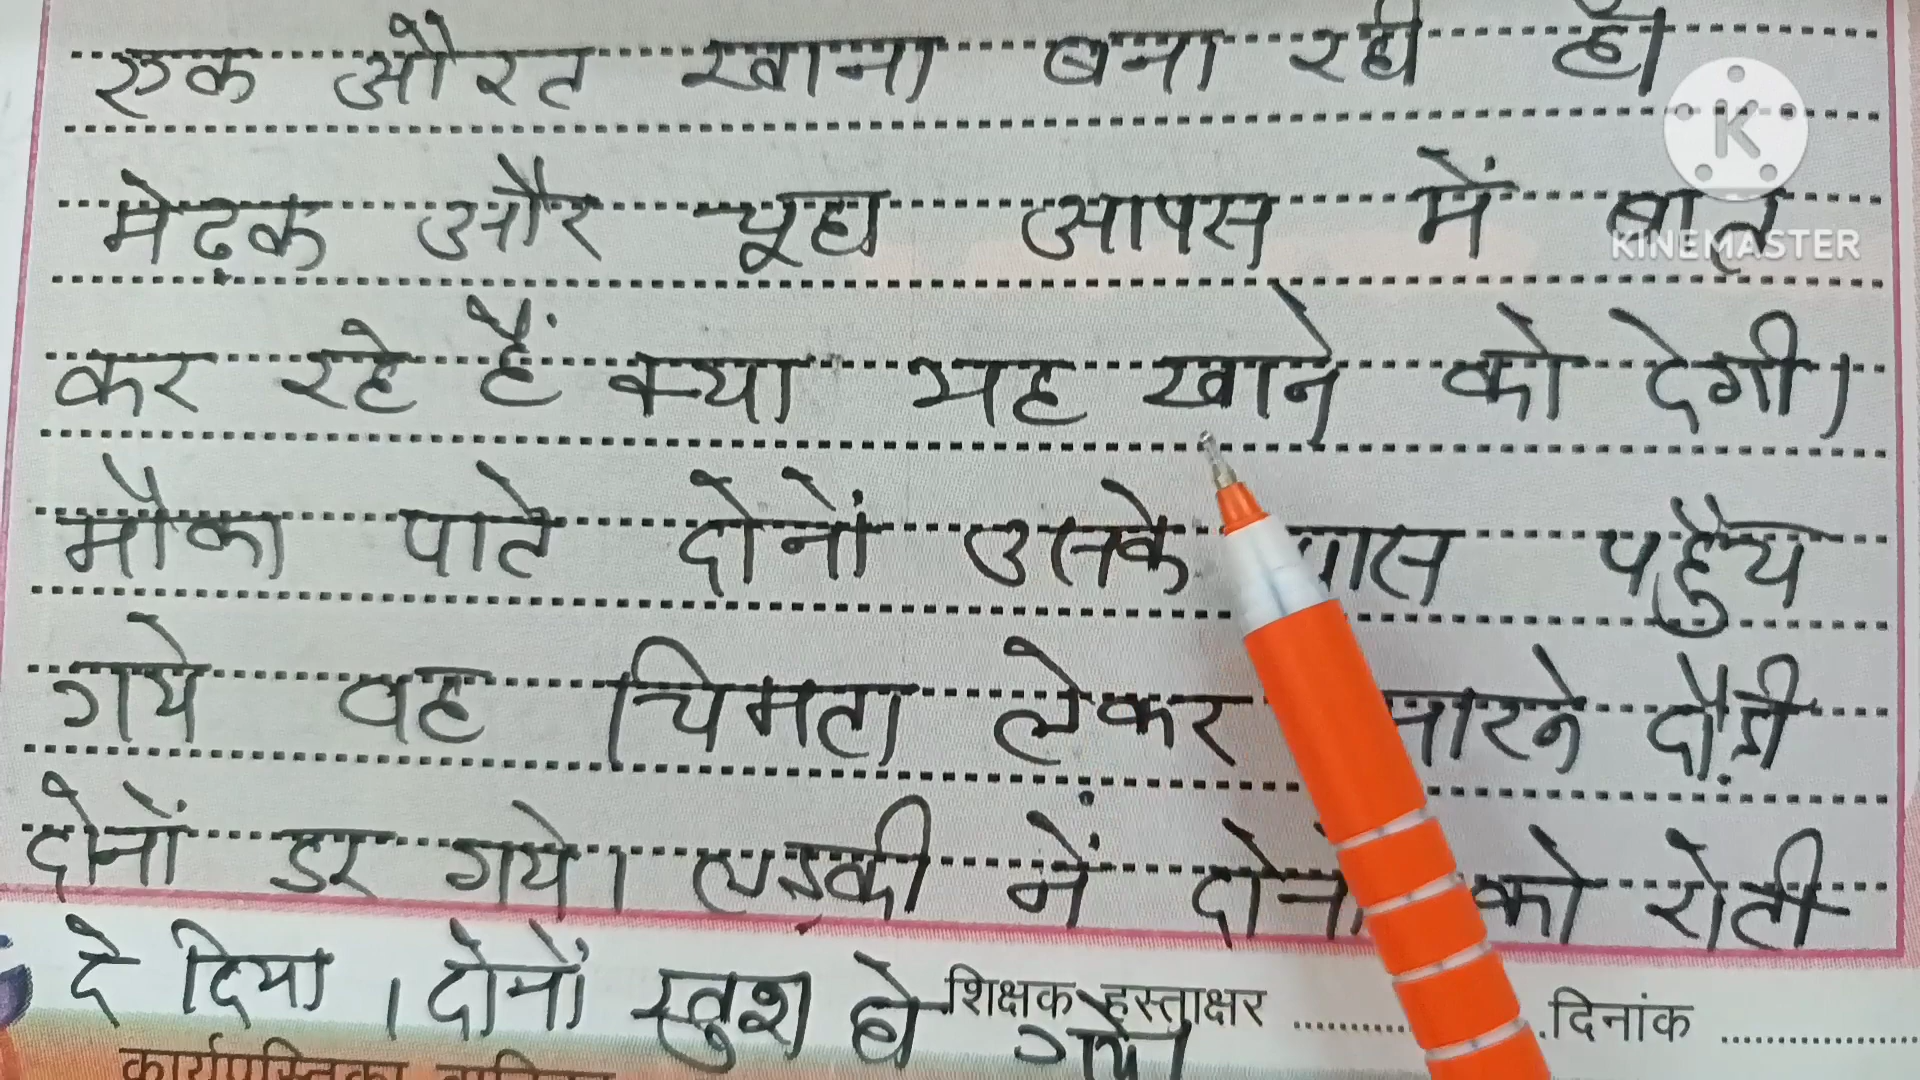 एक औरत खाना बना रही है।
मेढ़क और चूहा आपस में बात
कर रहे हैं क्या यह खाने को देगी।
मौका पाते दोनों उसके पास पहुँच
गये वह चिमटा लेकर मारने दौड़ी
दोनों डर गये। लड़की नें दोनों को रोटी
दे दिया। दोनों खुश हो गये।
शिक्षक हस्ताक्षर .......... दिनांक ..........
K
KINEMASTER